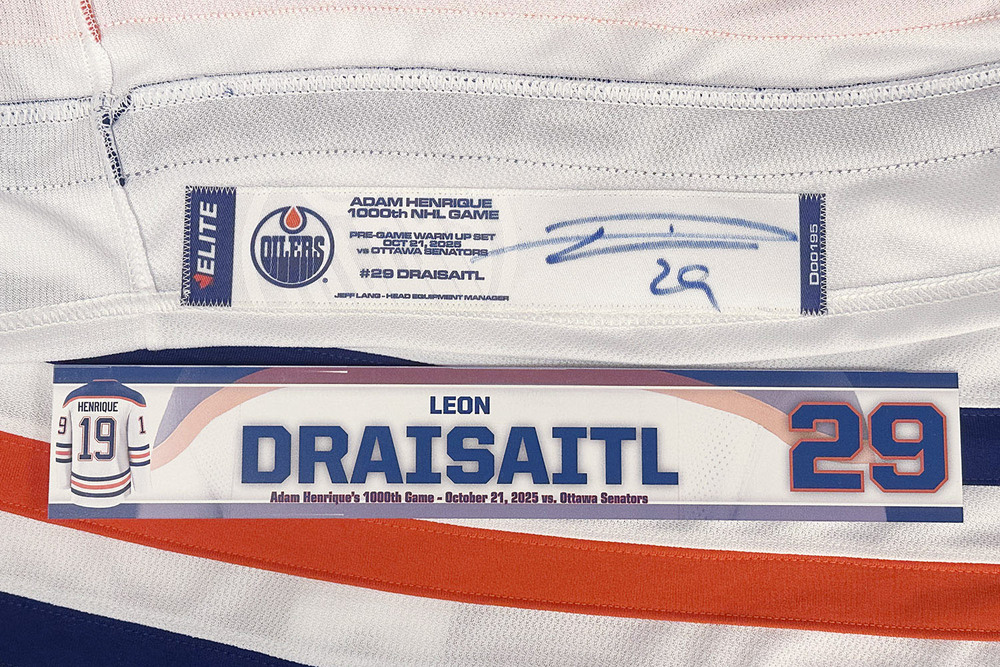 ELITE
OILERS
ADAM HENRIQUE
1000th NHL GAME
PRE-GAME WARM UP SET
OCT 21, 2025
vs OTTAWA SENATORS
#29 DRAISAITL
JEFF LANG - HEAD EQUIPMENT MANAGER
29
D00195
HENRIQUE
9 19 1
LEON
DRAISAITL
29
Adam Henrique's 1000th Game - October 21, 2025 vs. Ottawa Senators